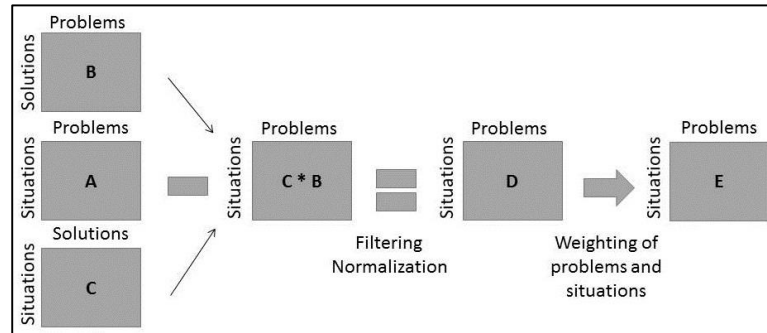 Problems
Solutions
B
Problems
Situations
A
Solutions
Situations
C
Problems
Situations
C * B
Filtering
Normalization
Problems
Situations
D
Weighting of
problems and
situations
Problems
Situations
E